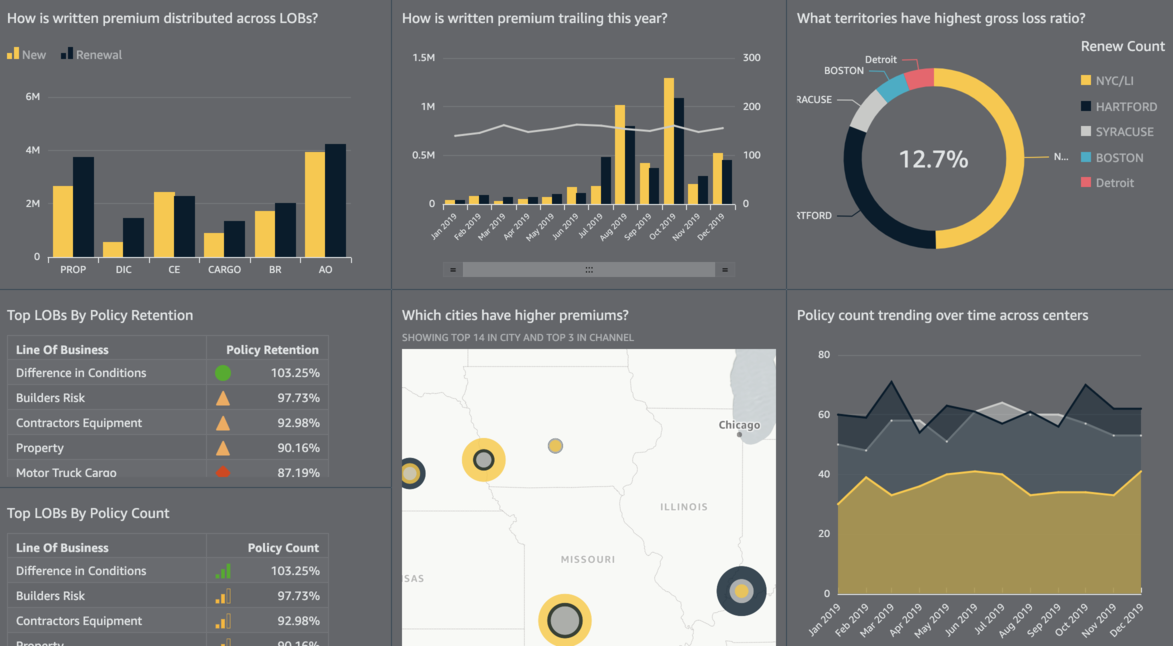 How is written premium distributed across LOBs?
New
Renewal
6M
4M
2M
0
PROP
DIC
CE
CARGO
BR
AO
How is written premium trailing this year?
1.5M
1M
0.5M
0
300
200
100
0
Jan 2019
Feb 2019
Mar 2019
Apr 2019
May 2019
Jun 2019
Jul 2019
Aug 2019
Sep 2019
Oct 2019
Nov 2019
Dec 2019
What territories have highest gross loss ratio?
Detroit
BOSTON
RACUSE
RTFORD
N...
12.7%
Renew Count
NYC/LI
HARTFORD
SYRACUSE
BOSTON
Detroit
Top LOBs By Policy Retention
Line Of Business Policy Retention
Difference in Conditions 103.25%
Builders Risk 97.73%
Contractors Equipment 92.98%
Property 90.16%
Motor Truck Cargo 87.19%
Top LOBs By Policy Count
Line Of Business Policy Count
Difference in Conditions 103.25%
Builders Risk 97.73%
Contractors Equipment 92.98%
Property 90.16%
Which cities have higher premiums?
SHOWING TOP 14 IN CITY AND TOP 3 IN CHANNEL
Chicago
ILLINOIS
MISSOURI
SAS
Policy count trending over time across centers
80
60
40
20
0
Jan 2019
Feb 2019
Mar 2019
Apr 2019
May 2019
Jun 2019
Jul 2019
Aug 2019
Sep 2019
Oct 2019
Nov 2019
Dec 2019